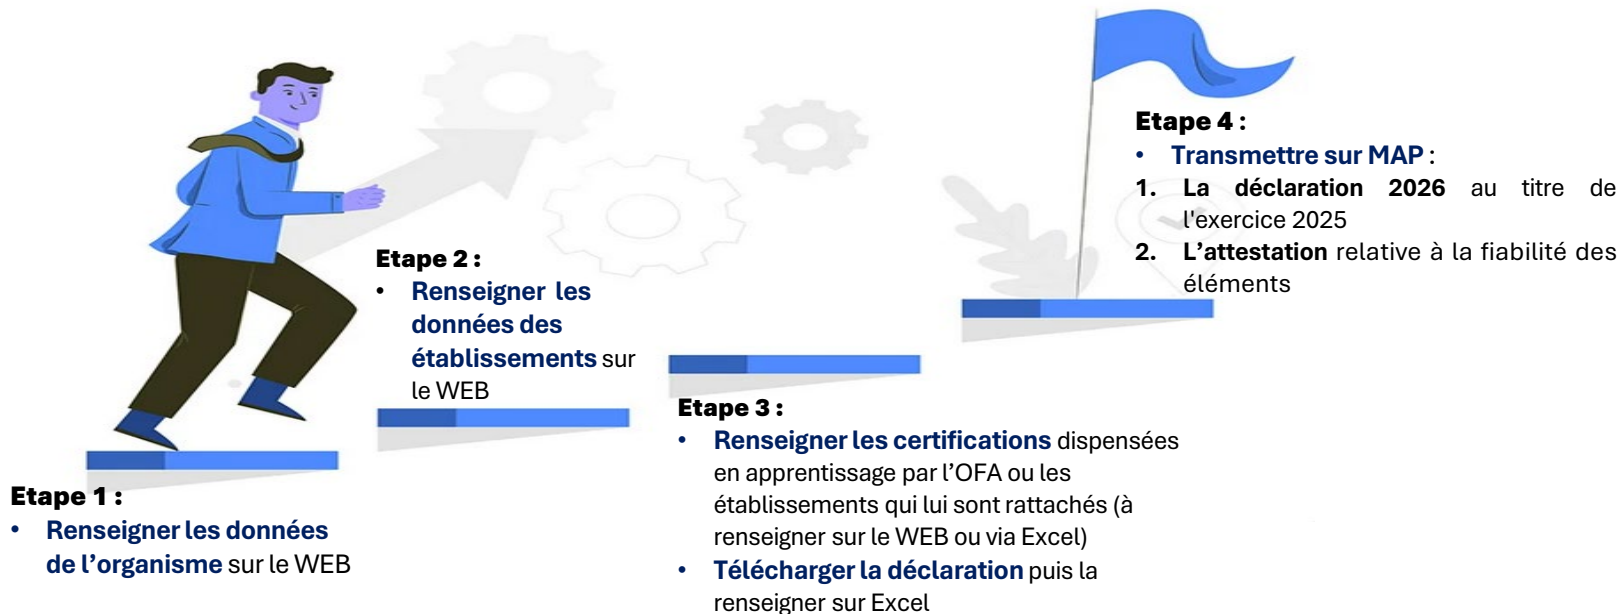 Etape 1 :
• Renseigner les données
de l’organisme sur le WEB
Etape 2 :
• Renseigner les
données des
établissements sur
le WEB
Etape 3 :
• Renseigner les certifications dispensées
en apprentissage par l’OFA ou les
établissements qui lui sont rattachés (à
renseigner sur le WEB ou via Excel)
• Télécharger la déclaration puis la
renseigner sur Excel
Etape 4 :
• Transmettre sur MAP :
1. La déclaration 2026 au titre de
l'exercice 2025
2. L’attestation relative à la fiabilité des
éléments